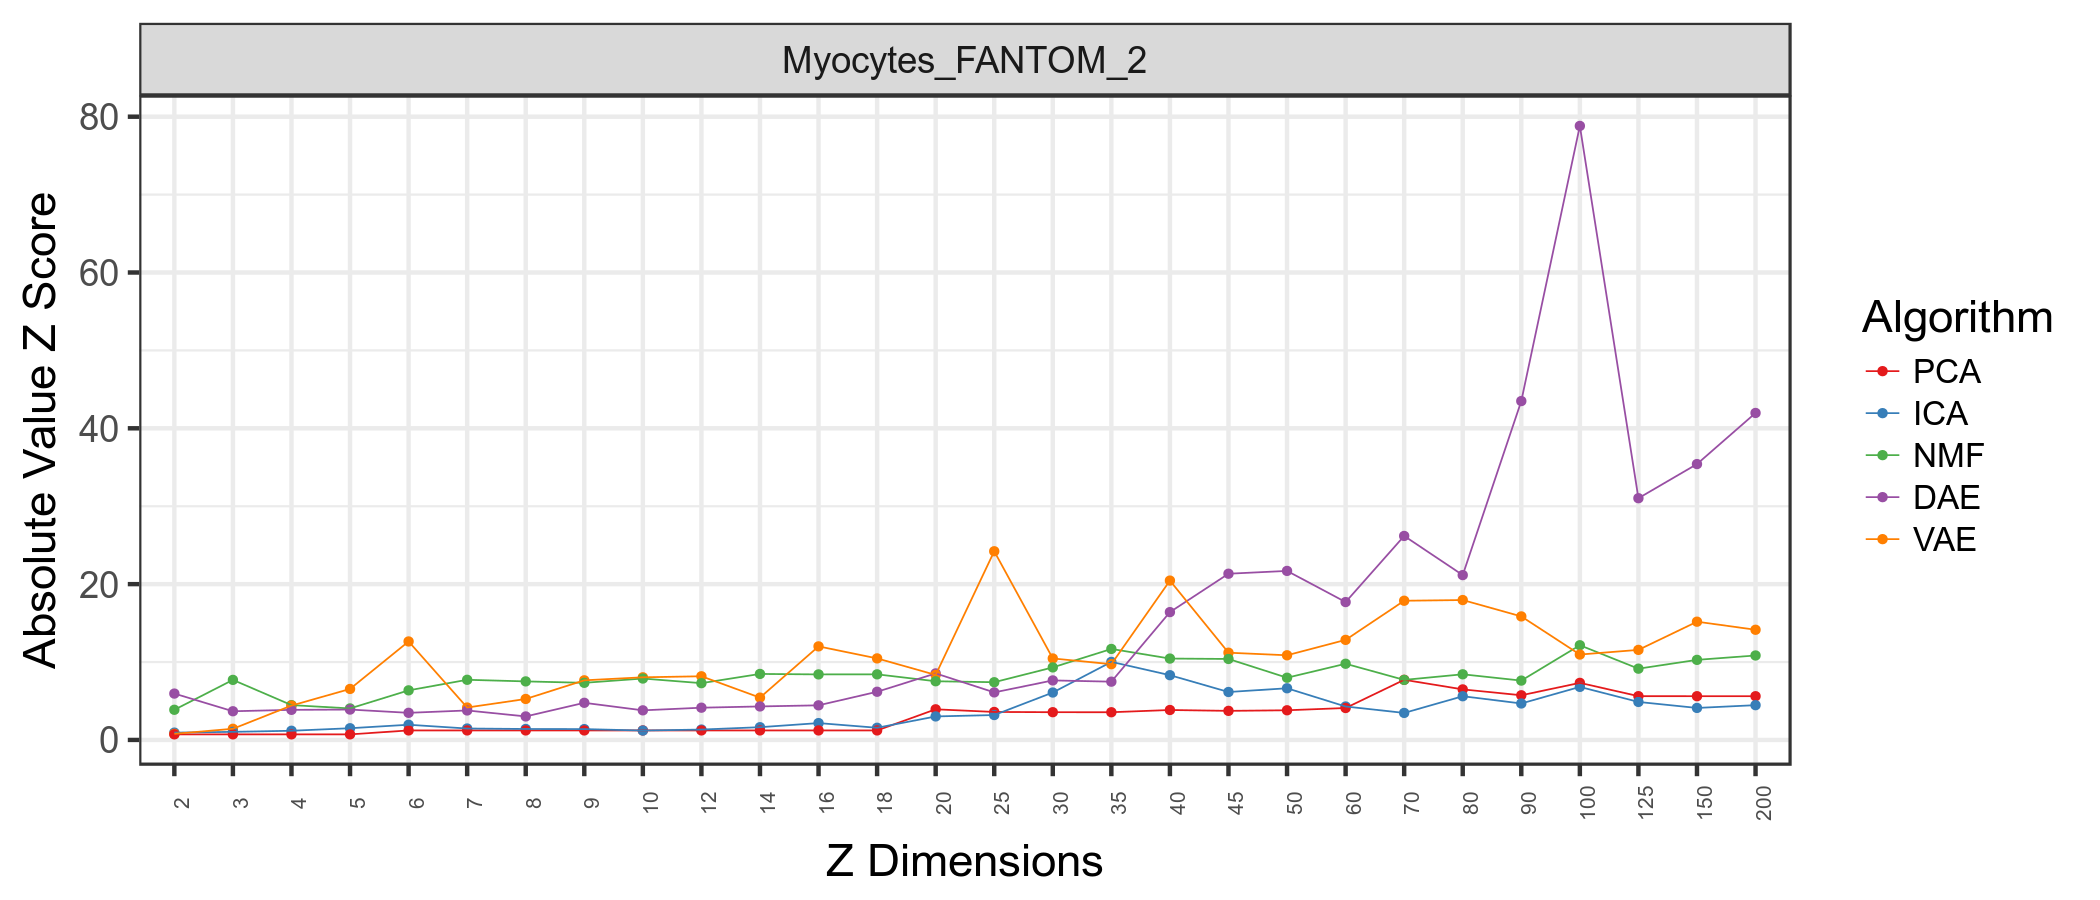 Myocytes_FANTOM_2
Absolute Value Z Score
80
60
40
20
0
2 3 4 5 6 7 8 9 10 12 14 16 18 20 25 30 35 40 45 50 60 70 80 90 100 125 150 200
Z Dimensions
Algorithm
PCA
ICA
NMF
DAE
VAE